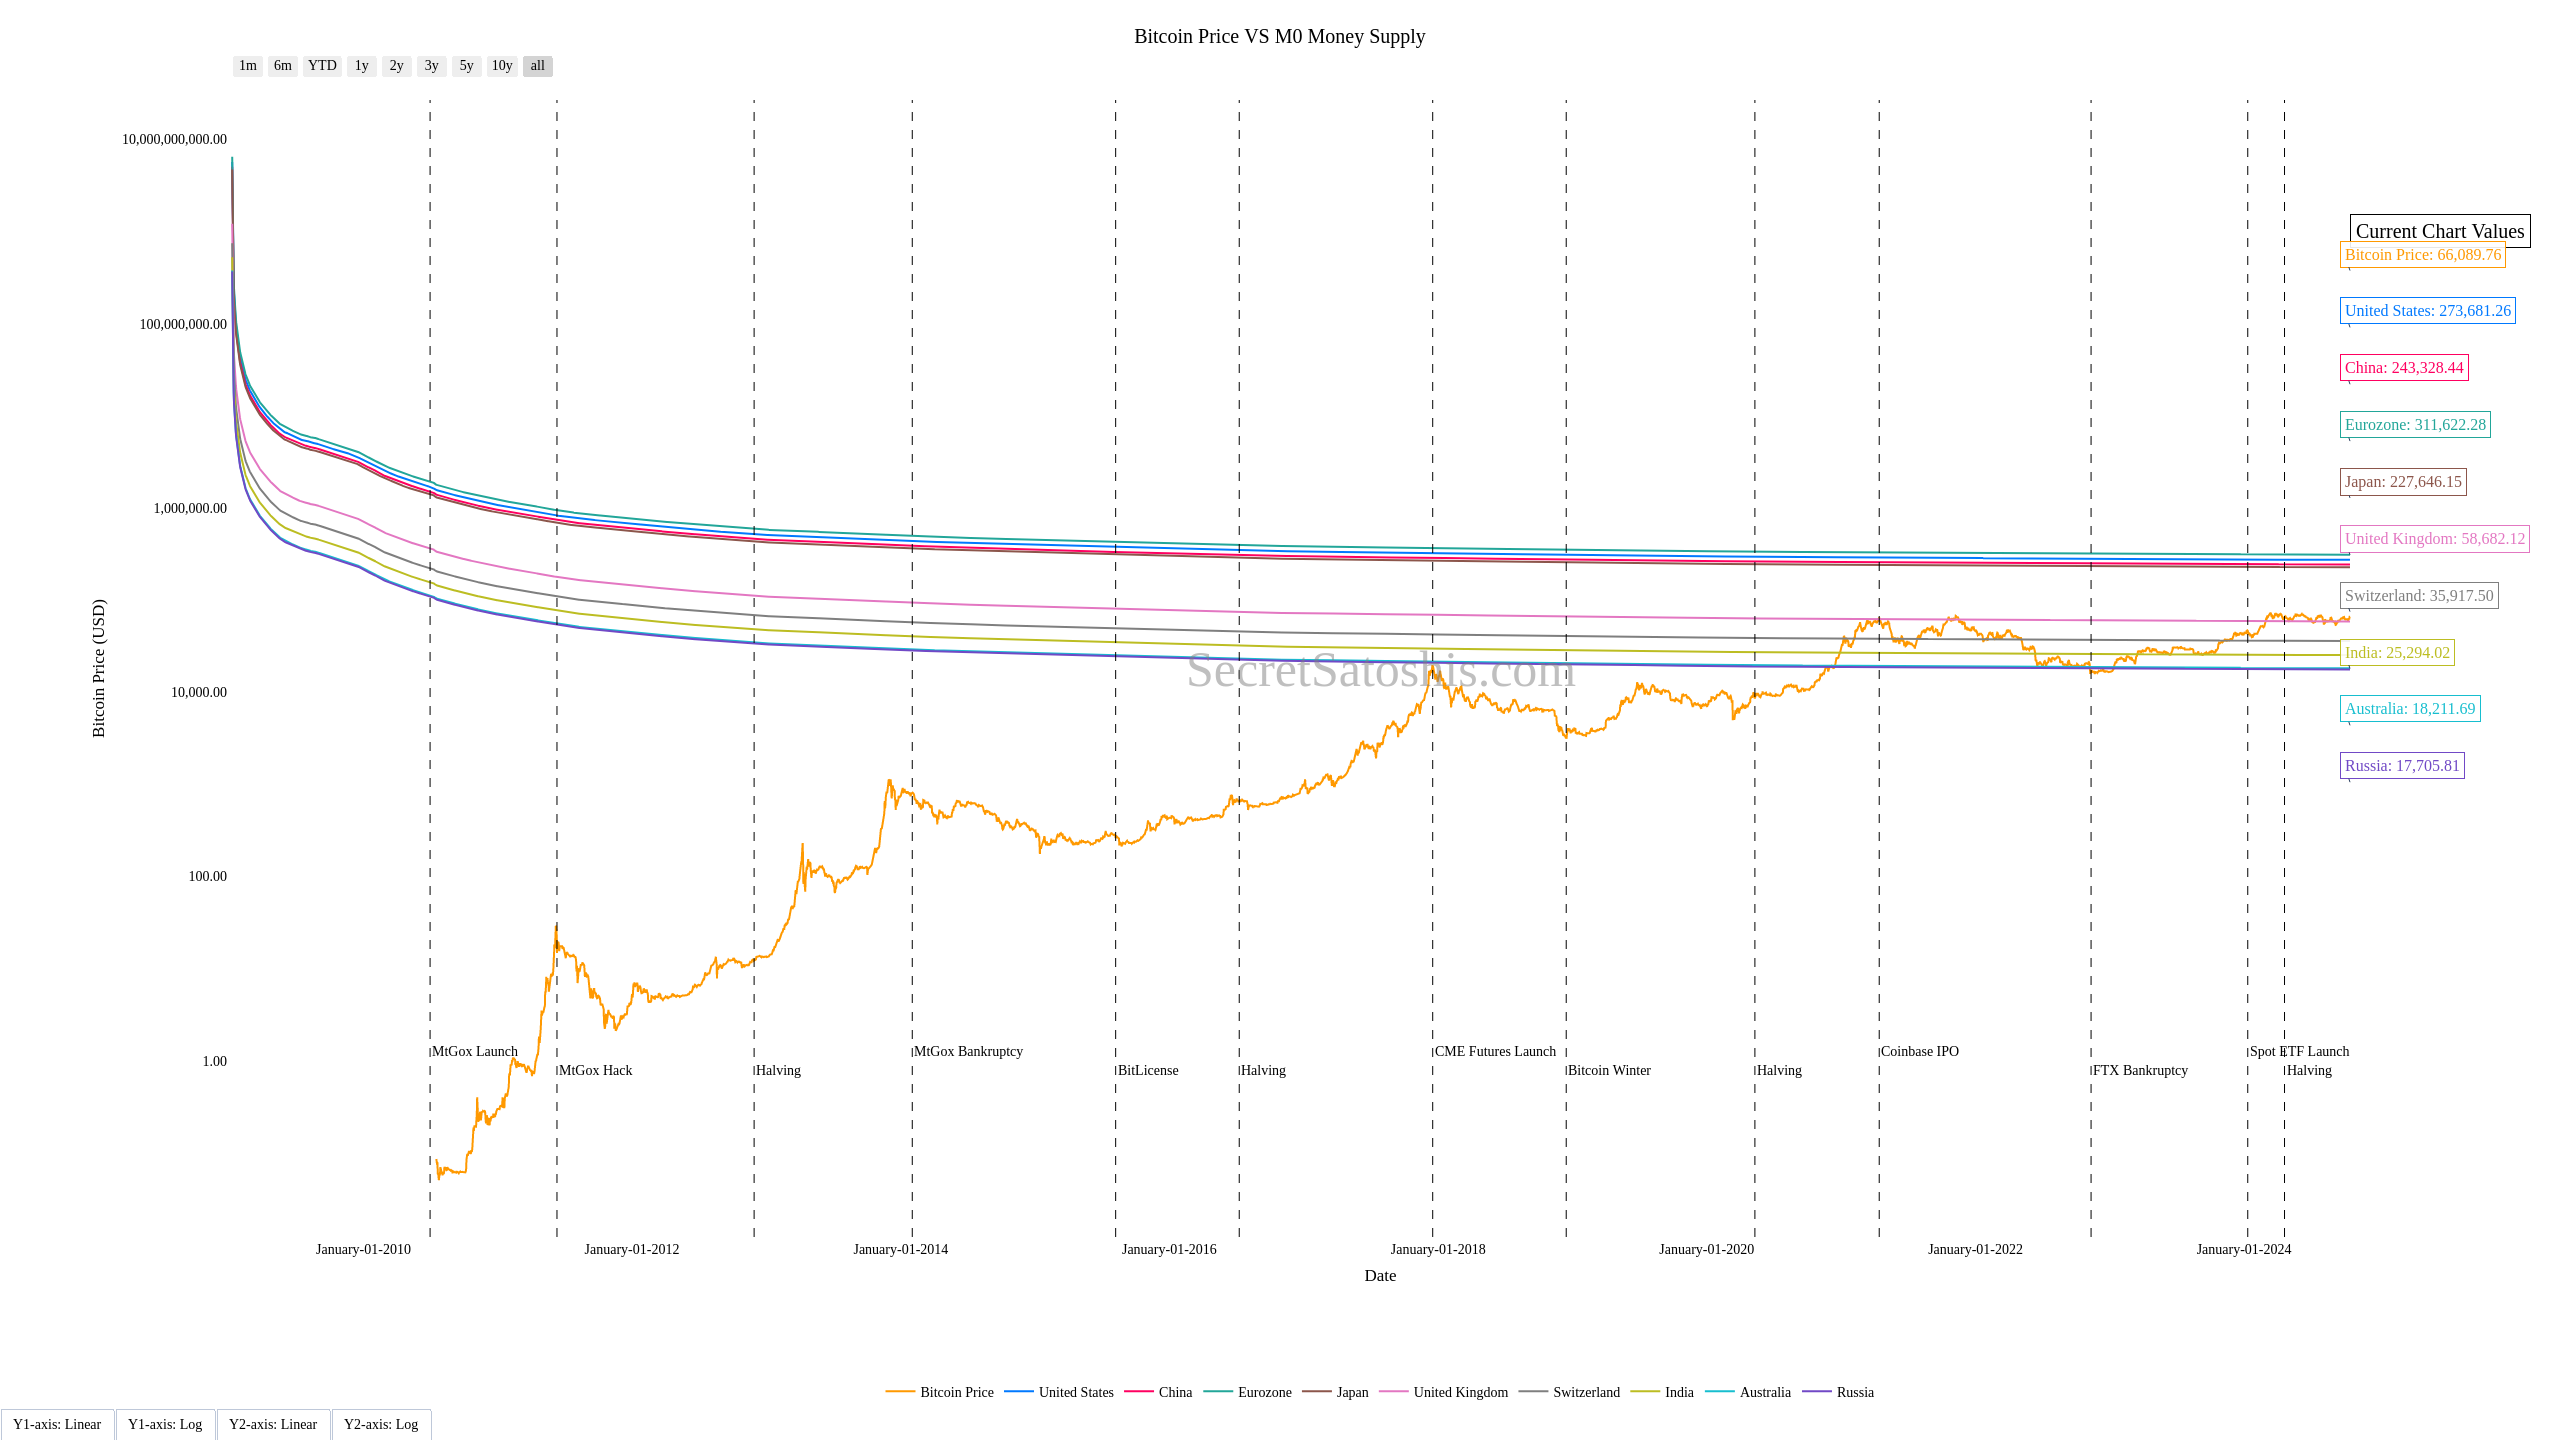 Bitcoin Price VS M0 Money Supply
1m 6m YTD 1y 2y 3y 5y 10y all
10,000,000,000.00
100,000,000.00
1,000,000.00
10,000.00
100.00
1.00
Bitcoin Price (USD)
Current Chart Values
Bitcoin Price: 66,089.76
United States: 273,681.26
China: 243,328.44
Eurozone: 311,622.28
Japan: 227,646.15
United Kingdom: 58,682.12
Switzerland: 35,917.50
India: 25,294.02
Australia: 18,211.69
Russia: 17,705.81
SecretSatoshis.com
MtGox Launch
MtGox Hack
Halving
MtGox Bankruptcy
BitLicense
Halving
CME Futures Launch
Bitcoin Winter
Halving
Coinbase IPO
FTX Bankruptcy
Spot ETF Launch
Halving
January-01-2010 January-01-2012 January-01-2014 January-01-2016 January-01-2018 January-01-2020 January-01-2022 January-01-2024
Date
Bitcoin Price United States China Eurozone Japan United Kingdom Switzerland India Australia Russia
Y1-axis: Linear Y1-axis: Log Y2-axis: Linear Y2-axis: Log